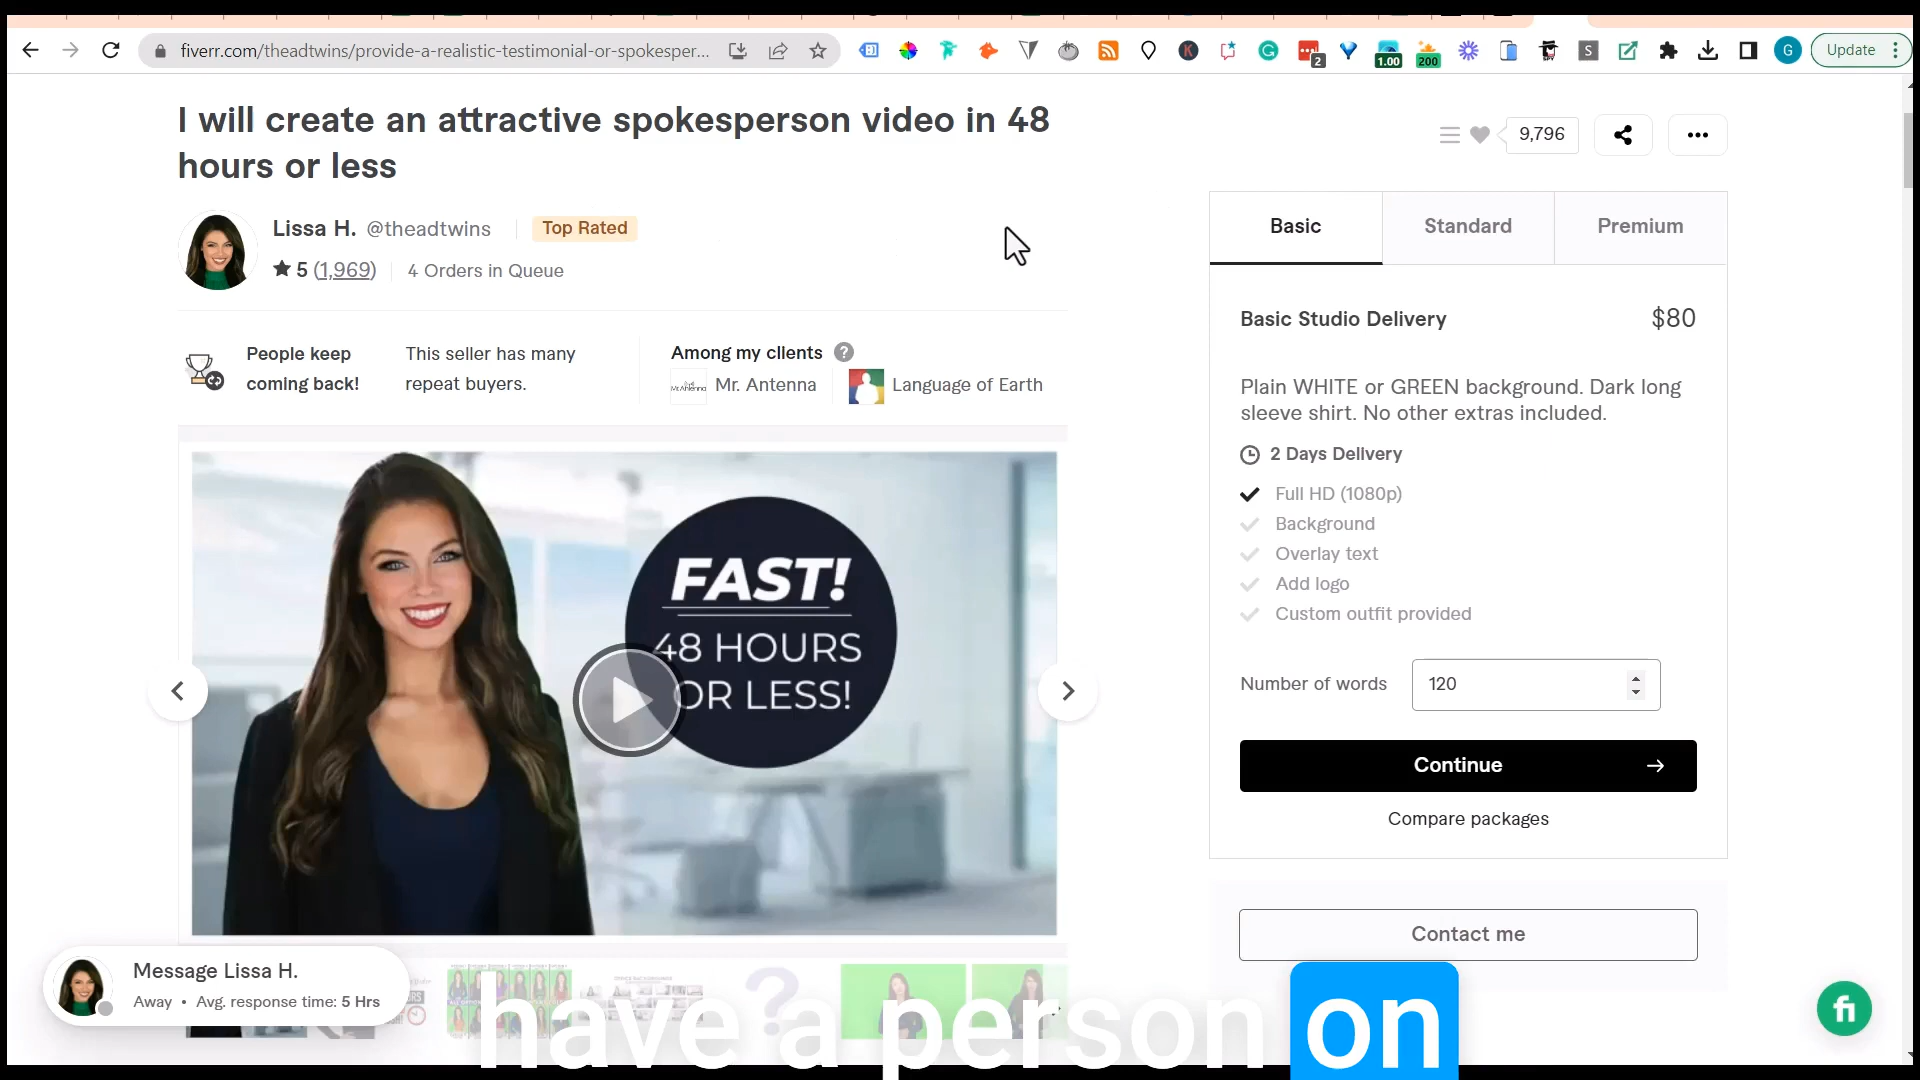 fiverr.com/theadtwins/provide-a-realistic-testimonial-or-spokesper...
2
1.00
200
S
K
G
Update
I will create an attractive spokesperson video in 48
hours or less
9,796
Lissa H. @theadtwins
Top Rated
5 (1,969)
4 Orders in Queue
People keep
coming back!
This seller has many
repeat buyers.
Among my clients ?
Mr. Antenna
Language of Earth
FAST!
48 HOURS
OR LESS!
Basic
Standard
Premium
Basic Studio Delivery
$80
Plain WHITE or GREEN background. Dark long
sleeve shirt. No other extras included.
2 Days Delivery
Full HD (1080p)
Background
Overlay text
Add logo
Custom outfit provided
Number of words
120
Continue
Compare packages
Contact me
Message Lissa H.
Away • Avg. response time: 5 Hrs
have a person on
fi